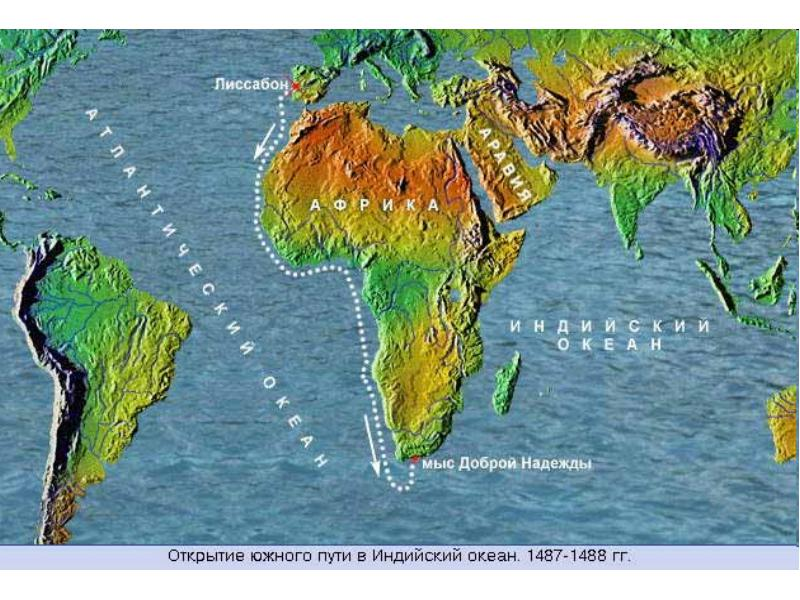 Лиссабон
АТЛАНТИЧЕСКИЙ ОКЕАН
АФРИКА
АРАВИЯ
ИНДИЙСКИЙ
ОКЕАН
мыс Доброй Надежды
Открытие южного пути в Индийский океан. 1487-1488 гг.